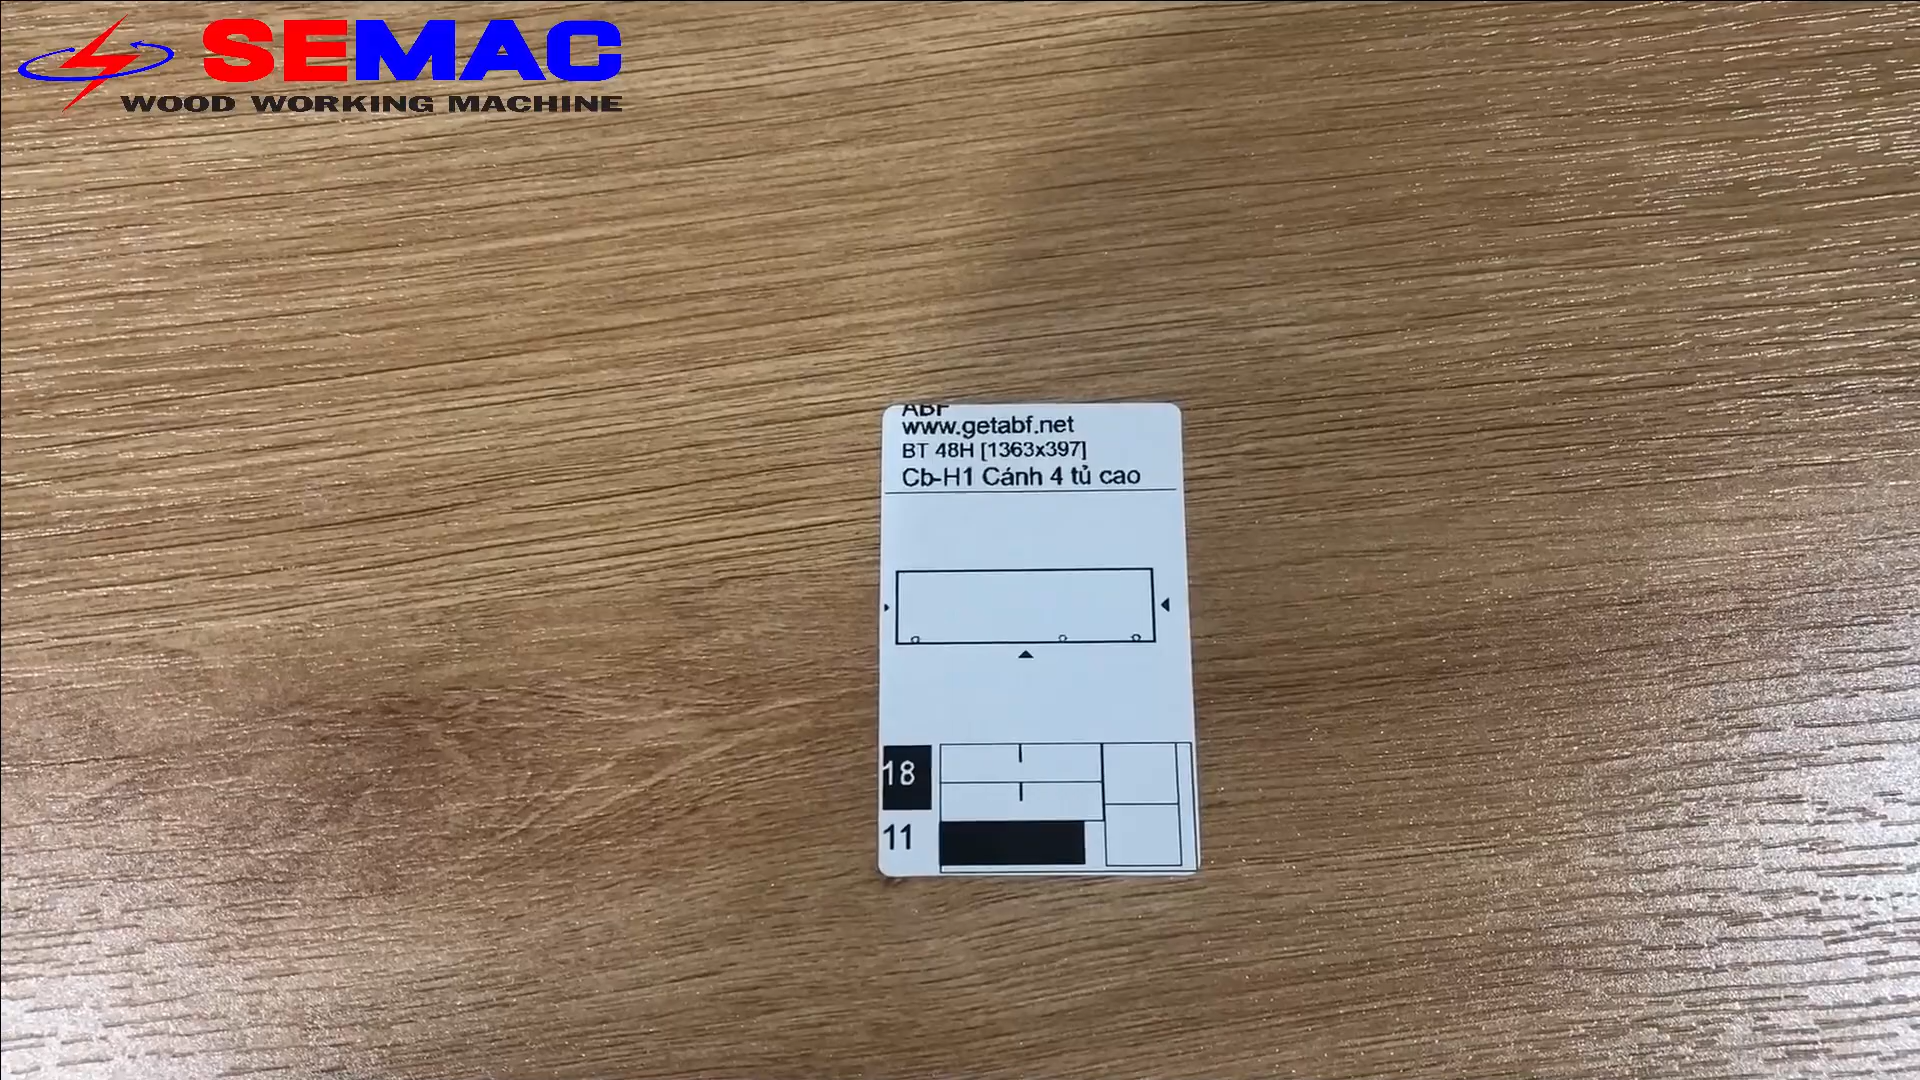 SEMAC
WOOD WORKING MACHINE
ABF
www.getabf.net
BT 48H [1363x397]
Cb-H1 Cánh 4 tủ cao
18
11